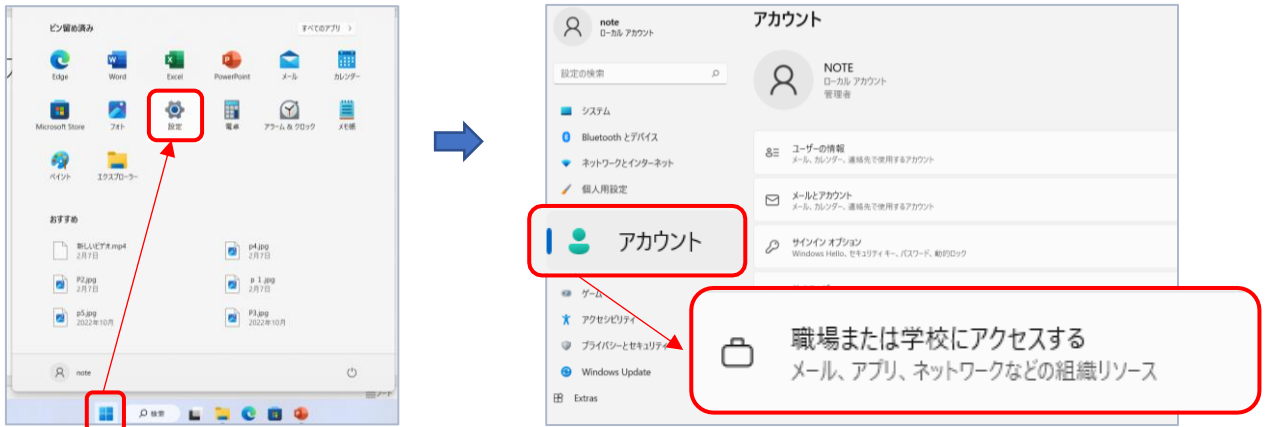 ピン留め済み
すべてのアプリ >
Edge
Word
Excel
PowerPoint
メール
カレンダー
Microsoft Store
フォト
設定
電卓
アラーム & クロック
メモ帳
ペイント
エクスプローラー
おすすめ
新しいビデオ.mp4
2月7日
p4.jpg
2月7日
P2.jpg
2月7日
p 1.jpg
2月7日
p5.jpg
2022年10月
P3.jpg
2022年10月
note
検索
ノート
note
ローカル アカウント
設定の検索
システム
Bluetooth とデバイス
ネットワークとインターネット
個人用設定
アカウント
ゲーム
アクセシビリティ
プライバシーとセキュリティ
Windows Update
Extras
アカウント
NOTE
ローカル アカウント
管理者
ユーザーの情報
メール、カレンダー、連絡先で使用するアカウント
メールとアカウント
メール、カレンダー、連絡先で使用するアカウント
サインイン オプション
Windows Hello、セキュリティ キー、パスワード、動的ロック
職場または学校にアクセスする
メール、アプリ、ネットワークなどの組織リソース